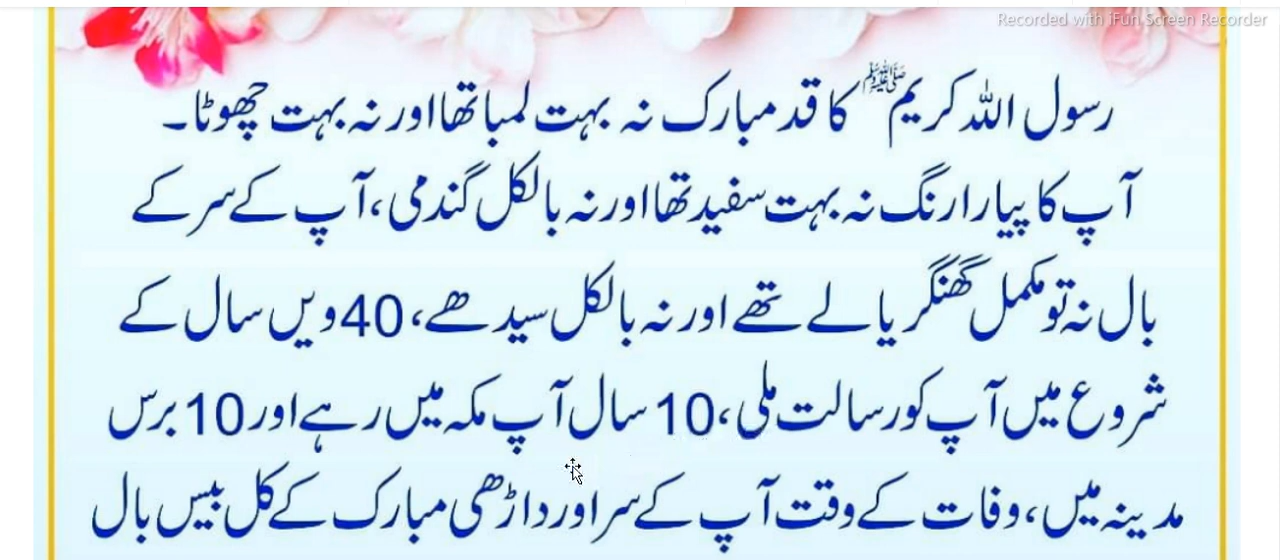 Recorded with iFun Screen Recorder
رسول اللہ کریم ﷺ کا قد مبارک نہ بہت لمبا تھا اور نہ بہت چھوٹا۔
آپ کا پیارا رنگ نہ بہت سفید تھا اور نہ بالکل گندمی، آپ کے سر کے
بال نہ تو مکمل گھنگریالے تھے اور نہ بالکل سیدھے، 40 ویں سال کے
شروع میں آپ کو رسالت ملی، 10 سال آپ مکہ میں رہے اور 10 برس
مدینہ میں، وفات کے وقت آپ کے سر اور داڑھی مبارک کے کل بیس بال